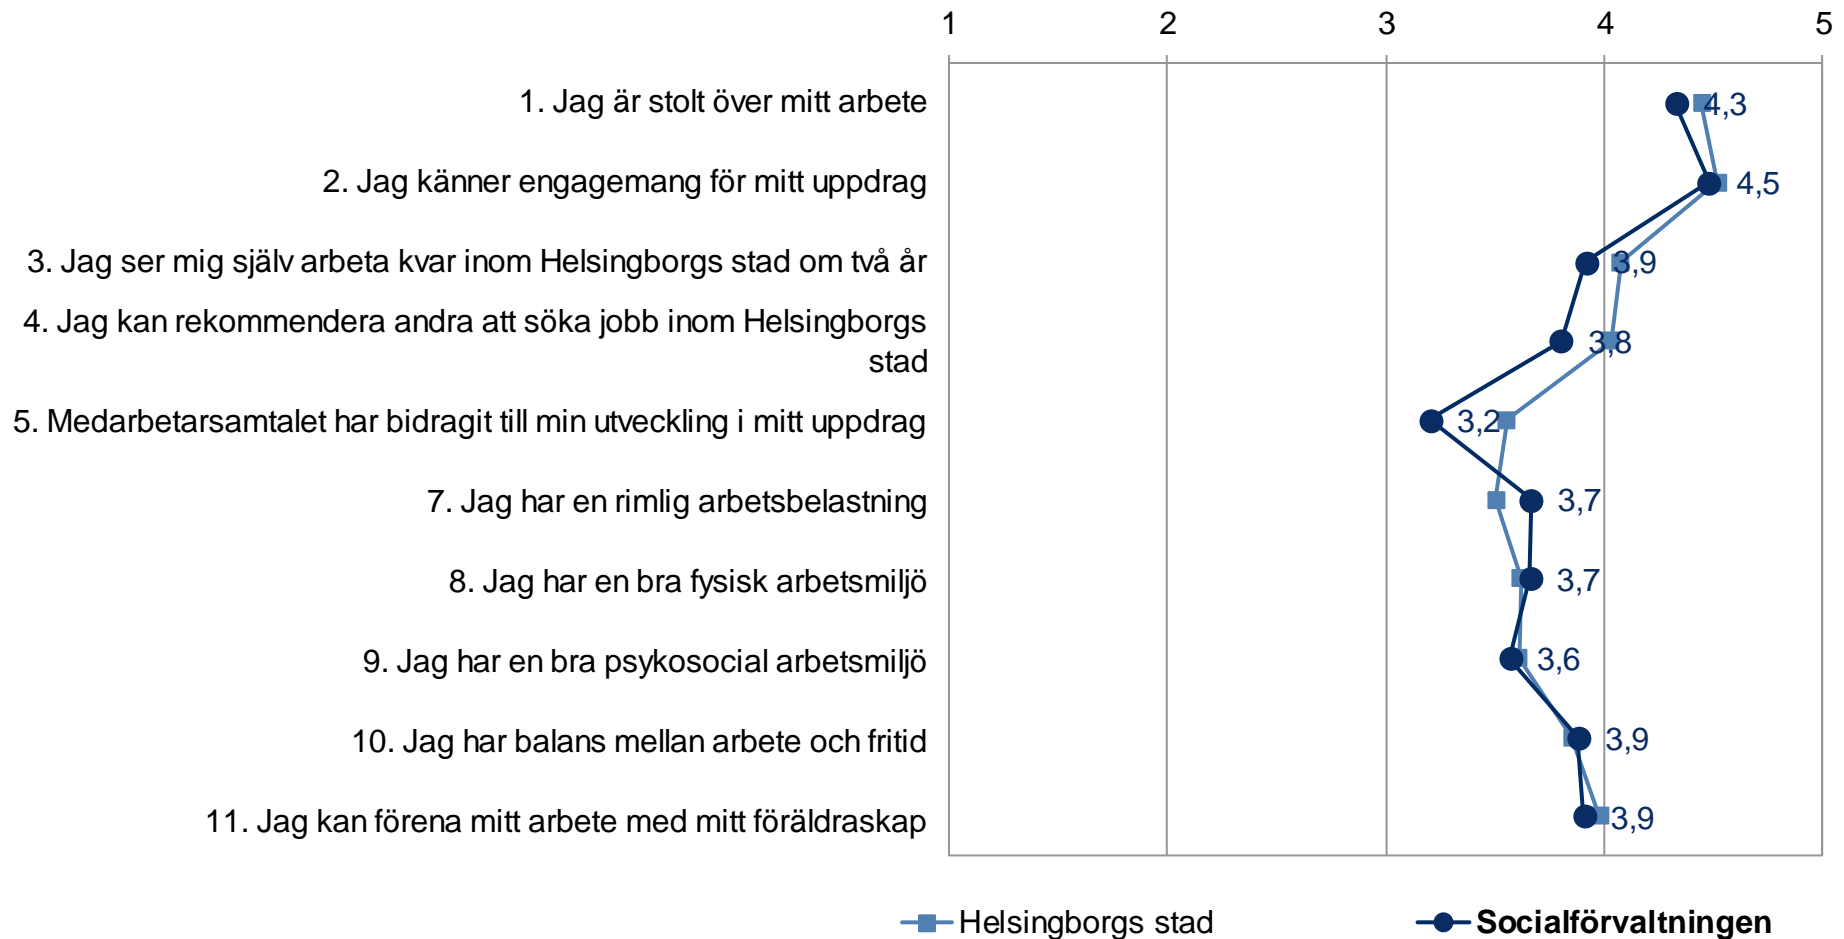 1 2 3 4 5
1. Jag är stolt över mitt arbete 4,3
2. Jag känner engagemang för mitt uppdrag 4,5
3. Jag ser mig själv arbeta kvar inom Helsingborgs stad om två år 3,9
4. Jag kan rekommendera andra att söka jobb inom Helsingborgs
stad 3,8
5. Medarbetarsamtalet har bidragit till min utveckling i mitt uppdrag 3,2
7. Jag har en rimlig arbetsbelastning 3,7
8. Jag har en bra fysisk arbetsmiljö 3,7
9. Jag har en bra psykosocial arbetsmiljö 3,6
10. Jag har balans mellan arbete och fritid 3,9
11. Jag kan förena mitt arbete med mitt föräldraskap 3,9
Helsingborgs stad Socialförvaltningen